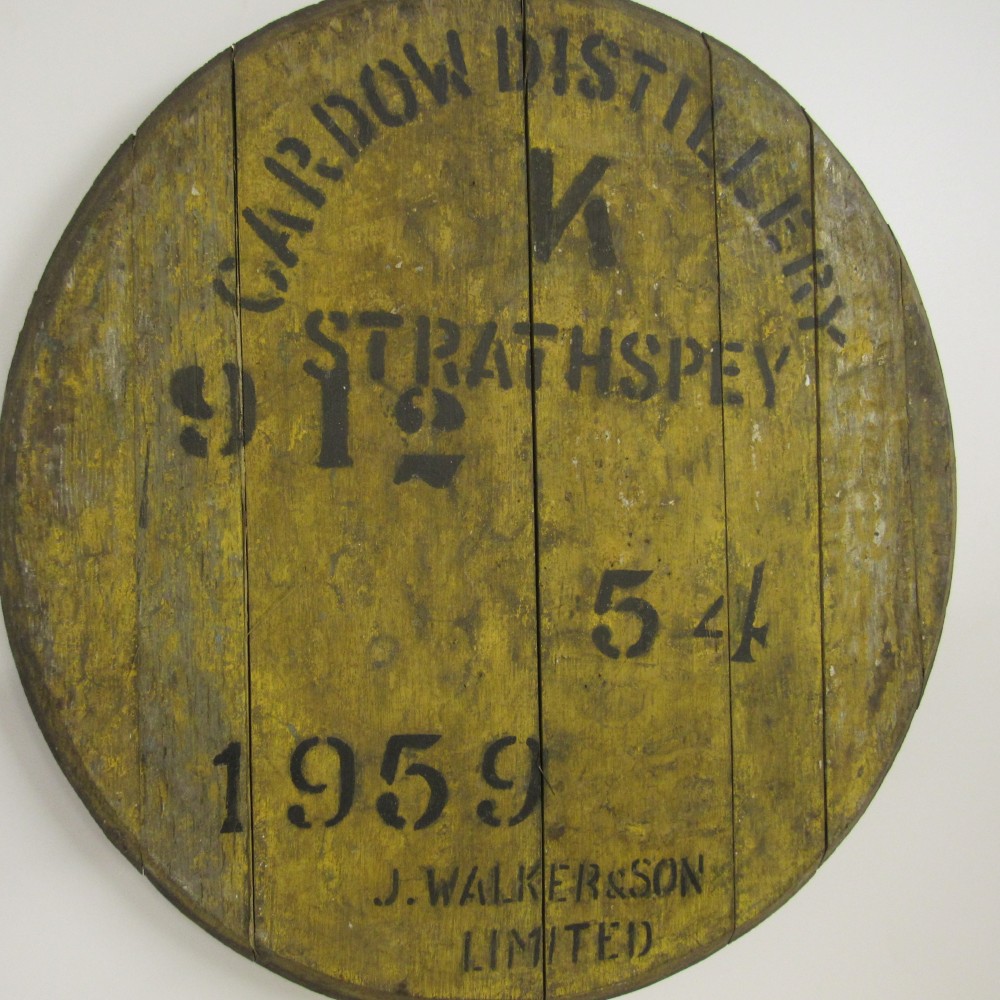 CARDOW DISTILLERY
K
STRATHSPEY
912
54
1959
J. WALKER & SON
LIMITED